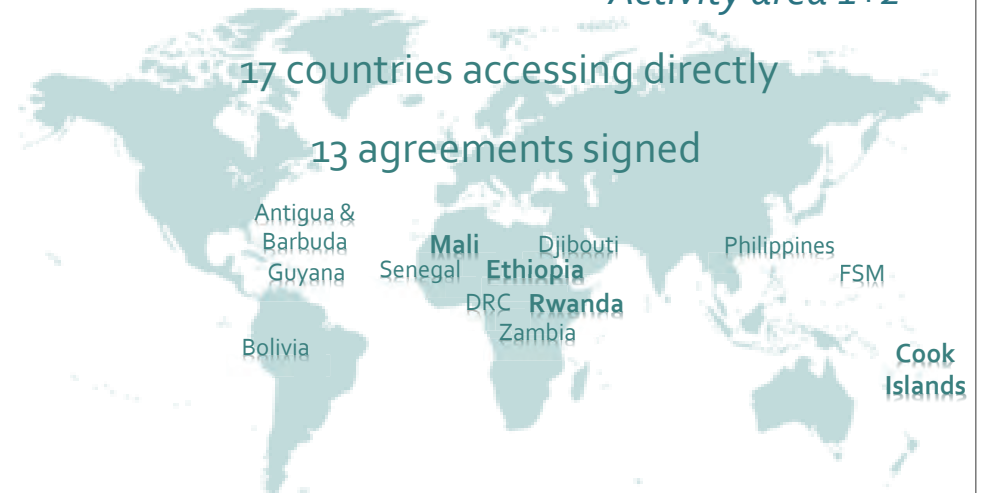 Activity area 1+2
17 countries accessing directly
13 agreements signed
Antigua &
Barbuda
Guyana
Mali
Djibouti
Senegal
Ethiopia
DRC
Rwanda
Zambia
Philippines
FSM
Bolivia
Cook
Islands